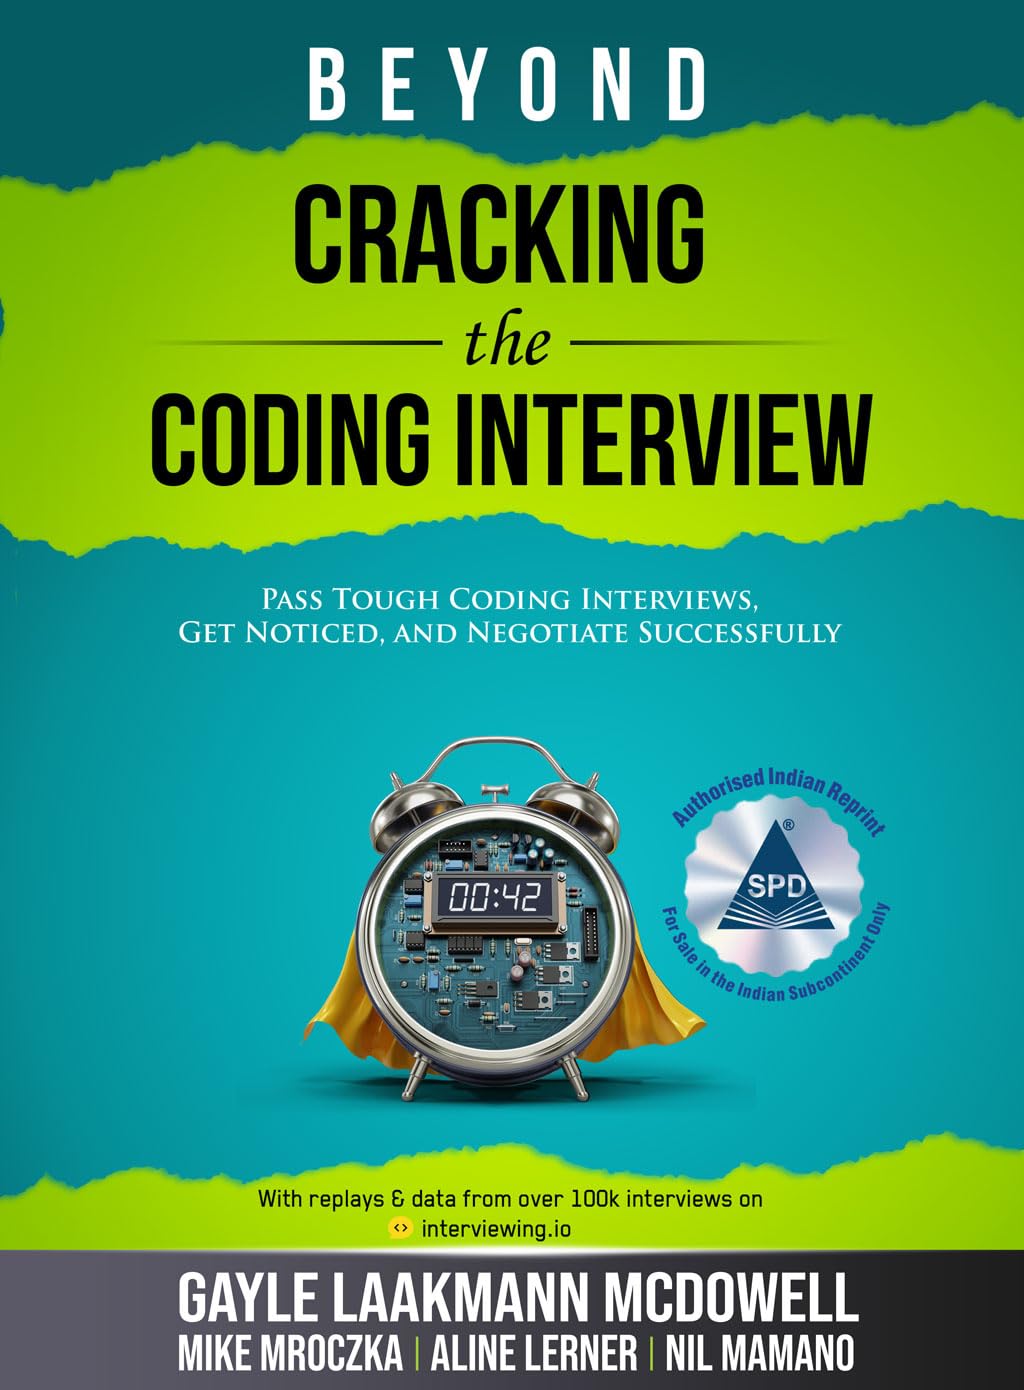 BEYOND
CRACKING
the
CODING INTERVIEW
PASS TOUGH CODING INTERVIEWS,
GET NOTICED, AND NEGOTIATE SUCCESSFULLY
00:42
Authorised Indian Reprint
®
SPD
For Sale in the Indian Subcontinent Only
With replays & data from over 100k interviews on
<> interviewing.io
GAYLE LAAKMANN MCDOWELL
MIKE MROCZKA | ALINE LERNER | NIL MAMANO